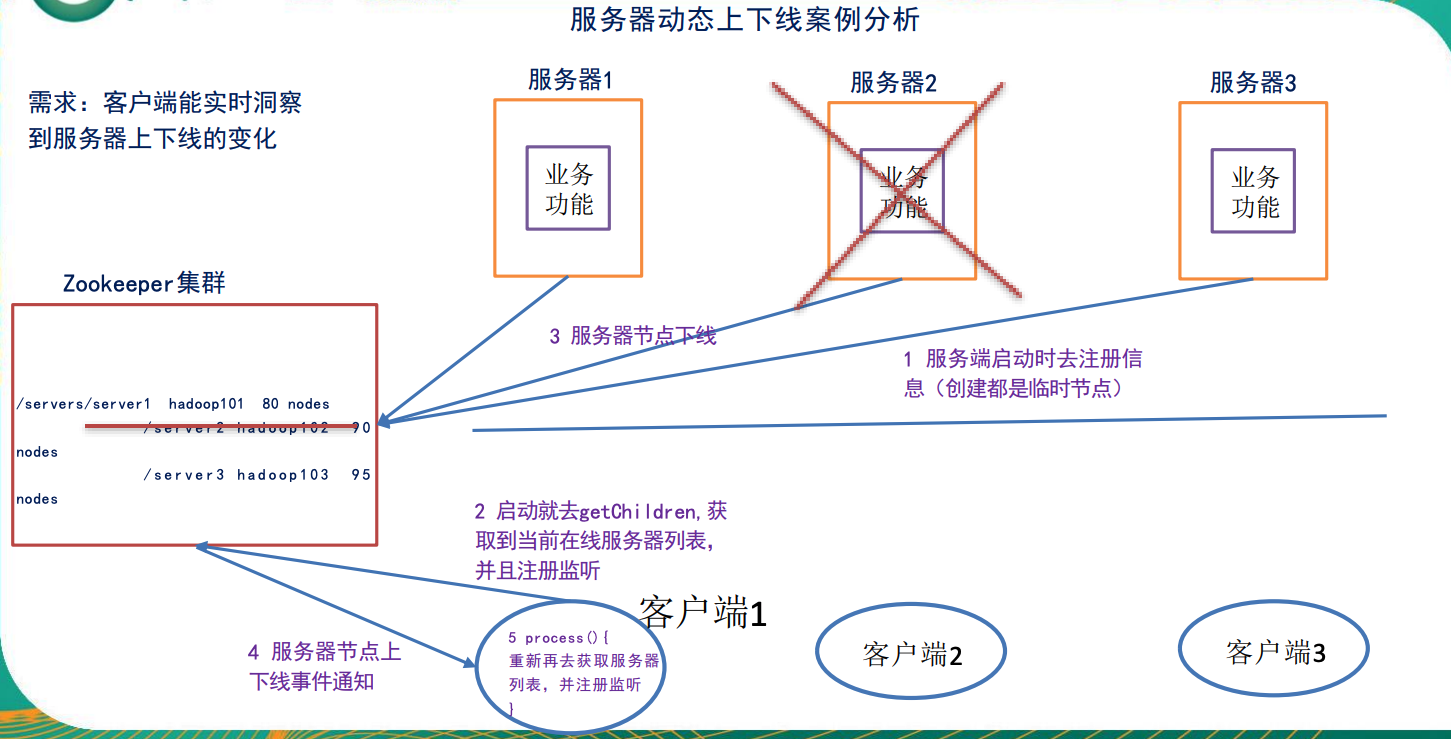 服务器动态上下线案例分析
需求：客户端能实时洞察
到服务器上下线的变化
服务器1
服务器2
服务器3
业务
功能
业务
功能
业务
功能
Zookeeper集群
/servers/server1 hadoop101 80 nodes
/server2 hadoop102 90
nodes
/server3 hadoop103 95
nodes
3 服务器节点下线
1 服务端启动时去注册信
息（创建都是临时节点）
2 启动就去getChildren,获
取到当前在线服务器列表，
并且注册监听
4 服务器节点上
下线事件通知
客户端1
5 process(){
重新再去获取服务器
列表，并注册监听
}
客户端2
客户端3